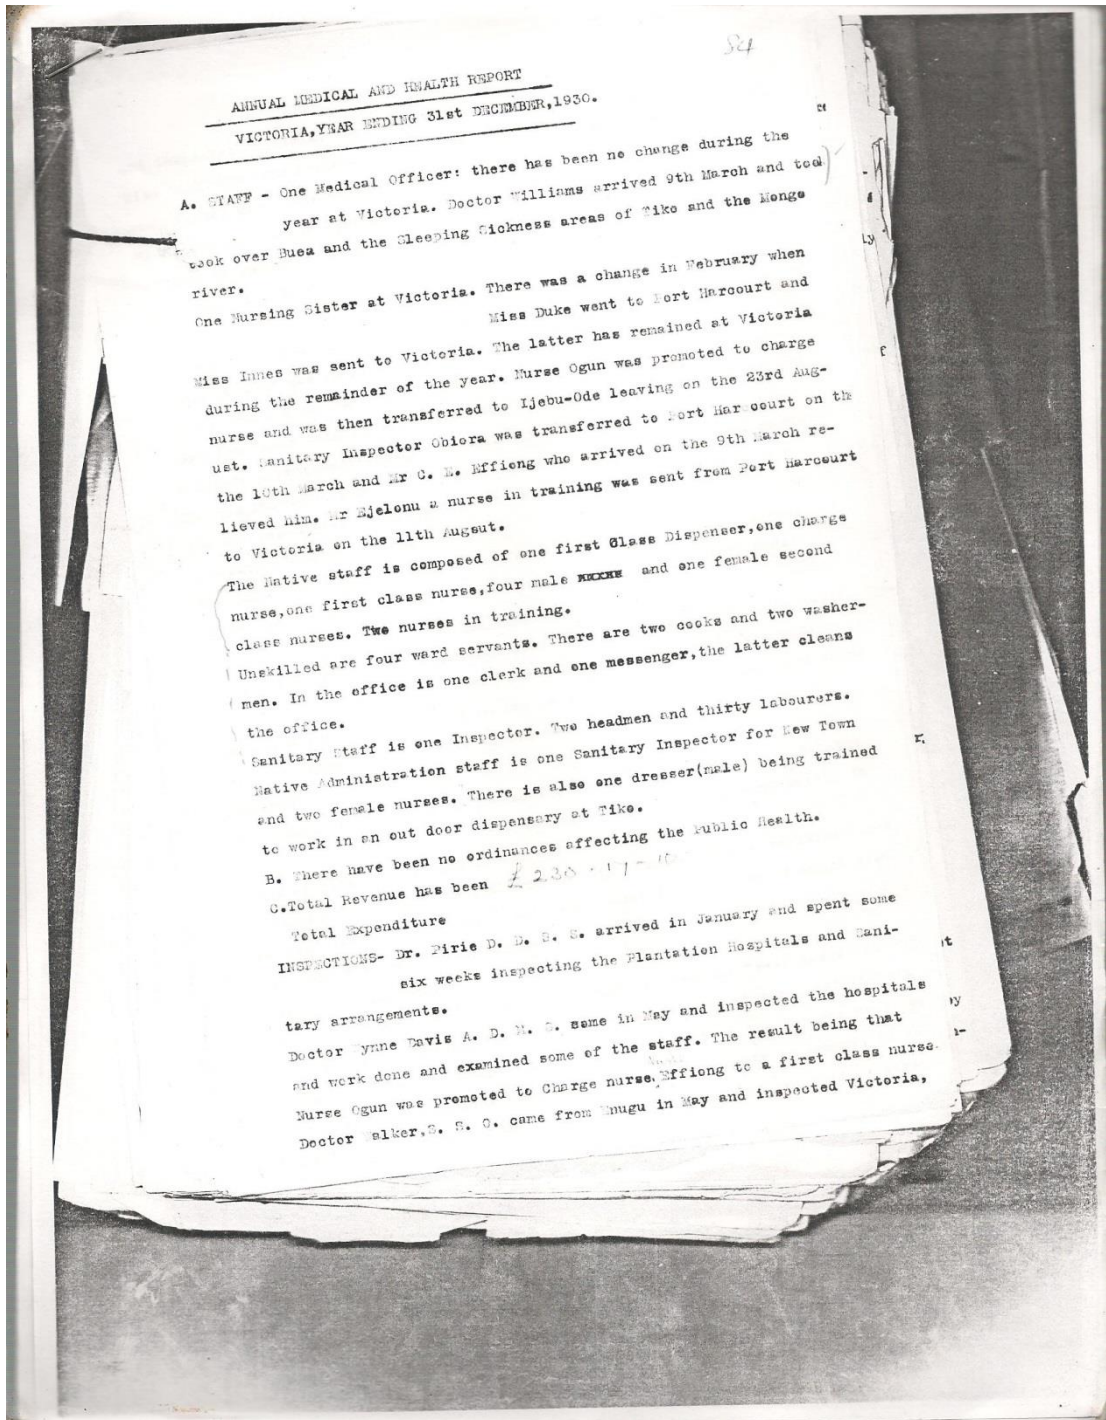 84
ANNUAL MEDICAL AND HEALTH REPORT
VICTORIA,YEAR ENDING 31st DECEMBER,1930.
A. STAFF - One Medical Officer: there has been no change during the
year at Victoria. Doctor Williams arrived 9th March and took
took over Buea and the Sleeping Sickness areas of Tiko and the Mongo
river.
One Nursing Sister at Victoria. There was a change in February when
Miss Duke went to Port Harcourt and
Miss Innes was sent to Victoria. The latter has remained at Victoria
during the remainder of the year. Nurse Ogun was promoted to charge
nurse and was then transferred to Ijebu-Ode leaving on the 23rd Aug-
ust. Sanitary Inspector Obiora was transferred to Port Harcourt on the
the 10th March and Mr C. E. Effiong who arrived on the 9th March re-
lieved him. Mr Ejelonu a nurse in training was sent from Port Harcourt
to Victoria on the 11th Augsut.
The Native staff is composed of one first Class Dispenser,one charge
nurse,one first class nurse,four male and one female second
class nurses. Two nurses in training.
Unskilled are four ward servants. There are two cooks and two washer-
men. In the office is one clerk and one messenger,the latter cleans
the office.
Sanitary Staff is one Inspector. Two headmen and thirty labourers.
Native Administration staff is one Sanitary Inspector for New Town
and two female nurses. There is also one dresser(male) being trained
to work in an out door dispensary at Tiko.
B. There have been no ordinances affecting the Public Health.
C.Total Revenue has been £
Total Expenditure
INSPECTIONS- Dr. Pirie D. D. S. S. arrived in January and spent some
six weeks inspecting the Plantation Hospitals and Sani-
tary arrangements.
Doctor Wynne Davis A. D. M. S. came in May and inspected the hospitals
and work done and examined some of the staff. The result being that
Nurse Ogun was promoted to Charge nurse, Effiong to a first class nurse.
Doctor Walker,S. S. O. came from Enugu in May and inspected Victoria,